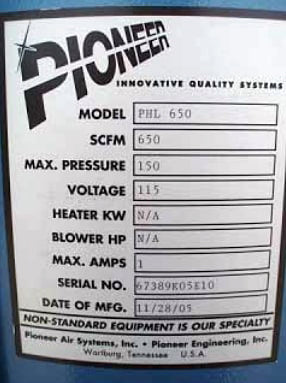 PIONEER
INNOVATIVE QUALITY SYSTEMS
MODEL PHL 650
SCFM 650
MAX. PRESSURE 150
VOLTAGE 115
HEATER KW N/A
BLOWER HP N/A
MAX. AMPS 1
SERIAL NO. 67389K05E10
DATE OF MFG. 11/28/05
NON-STANDARD EQUIPMENT IS OUR SPECIALTY
Pioneer Air Systems, Inc. • Pioneer Engineering, Inc.
Wartburg, Tennessee U.S.A.